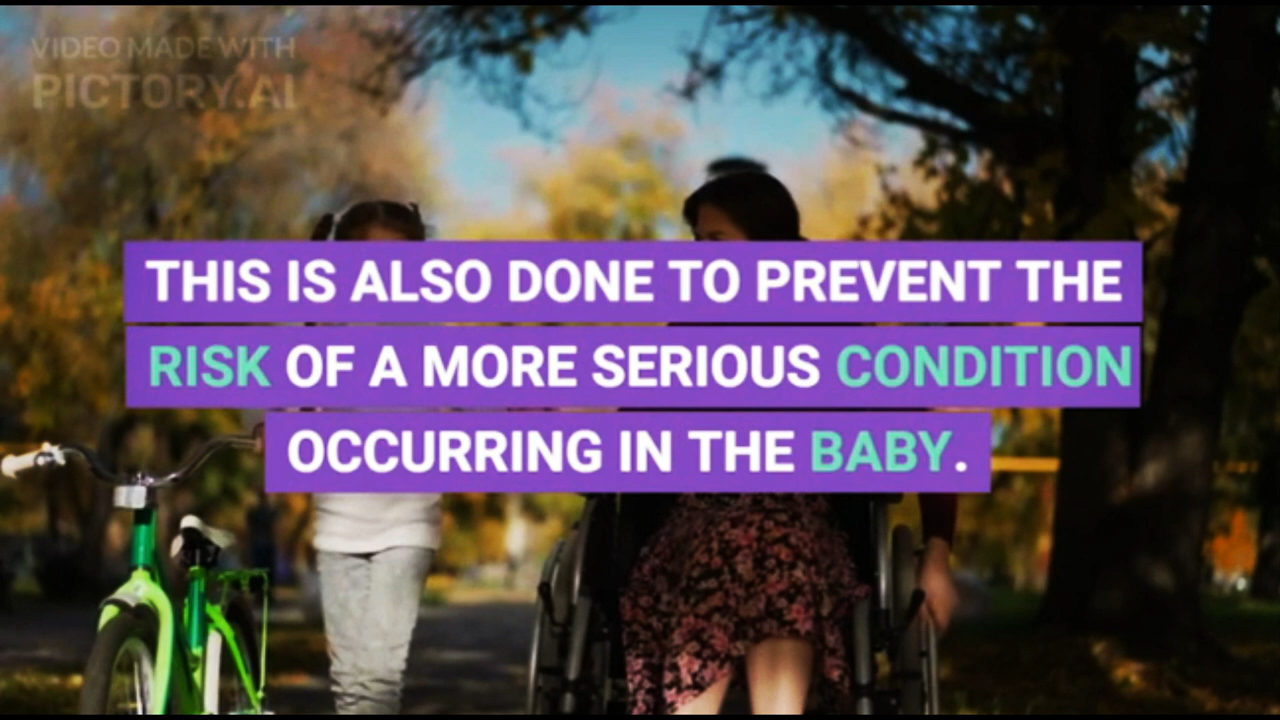 VIDEO MADE WITH
PICTORY.AI
THIS IS ALSO DONE TO PREVENT THE
RISK OF A MORE SERIOUS CONDITION
OCCURRING IN THE BABY.